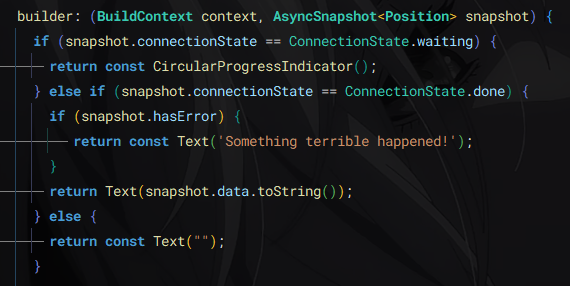 builder: (BuildContext context, AsyncSnapshot<Position> snapshot) {
if (snapshot.connectionState == ConnectionState.waiting) {
return const CircularProgressIndicator();
} else if (snapshot.connectionState == ConnectionState.done) {
if (snapshot.hasError) {
return const Text('Something terrible happened!');
}
return Text(snapshot.data.toString());
} else {
return const Text("");
}